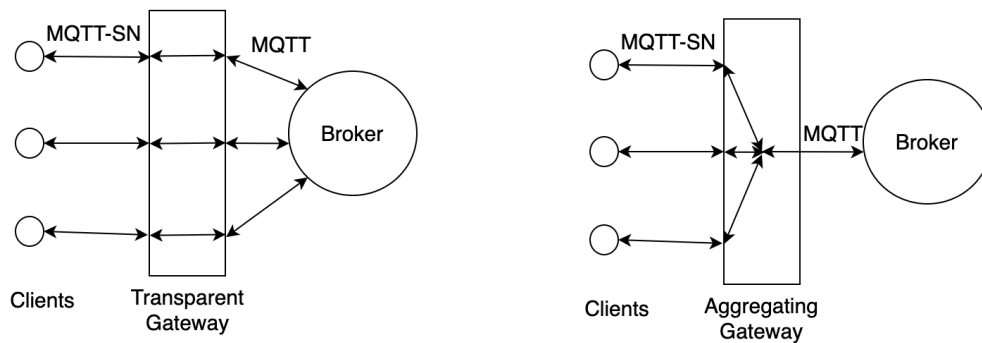 MQTT-SN
MQTT
Broker
Clients
Transparent
Gateway
MQTT-SN
MQTT
Broker
Clients
Aggregating
Gateway